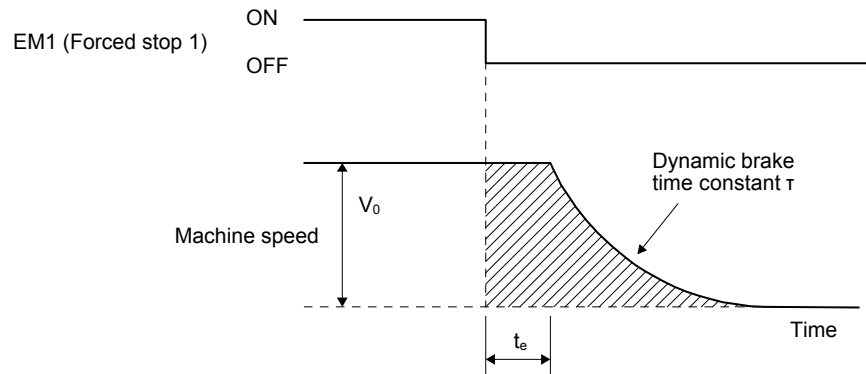 ON
EM1 (Forced stop 1)
OFF
Dynamic brake
time constant τ
V₀
Machine speed
Time
tₑ